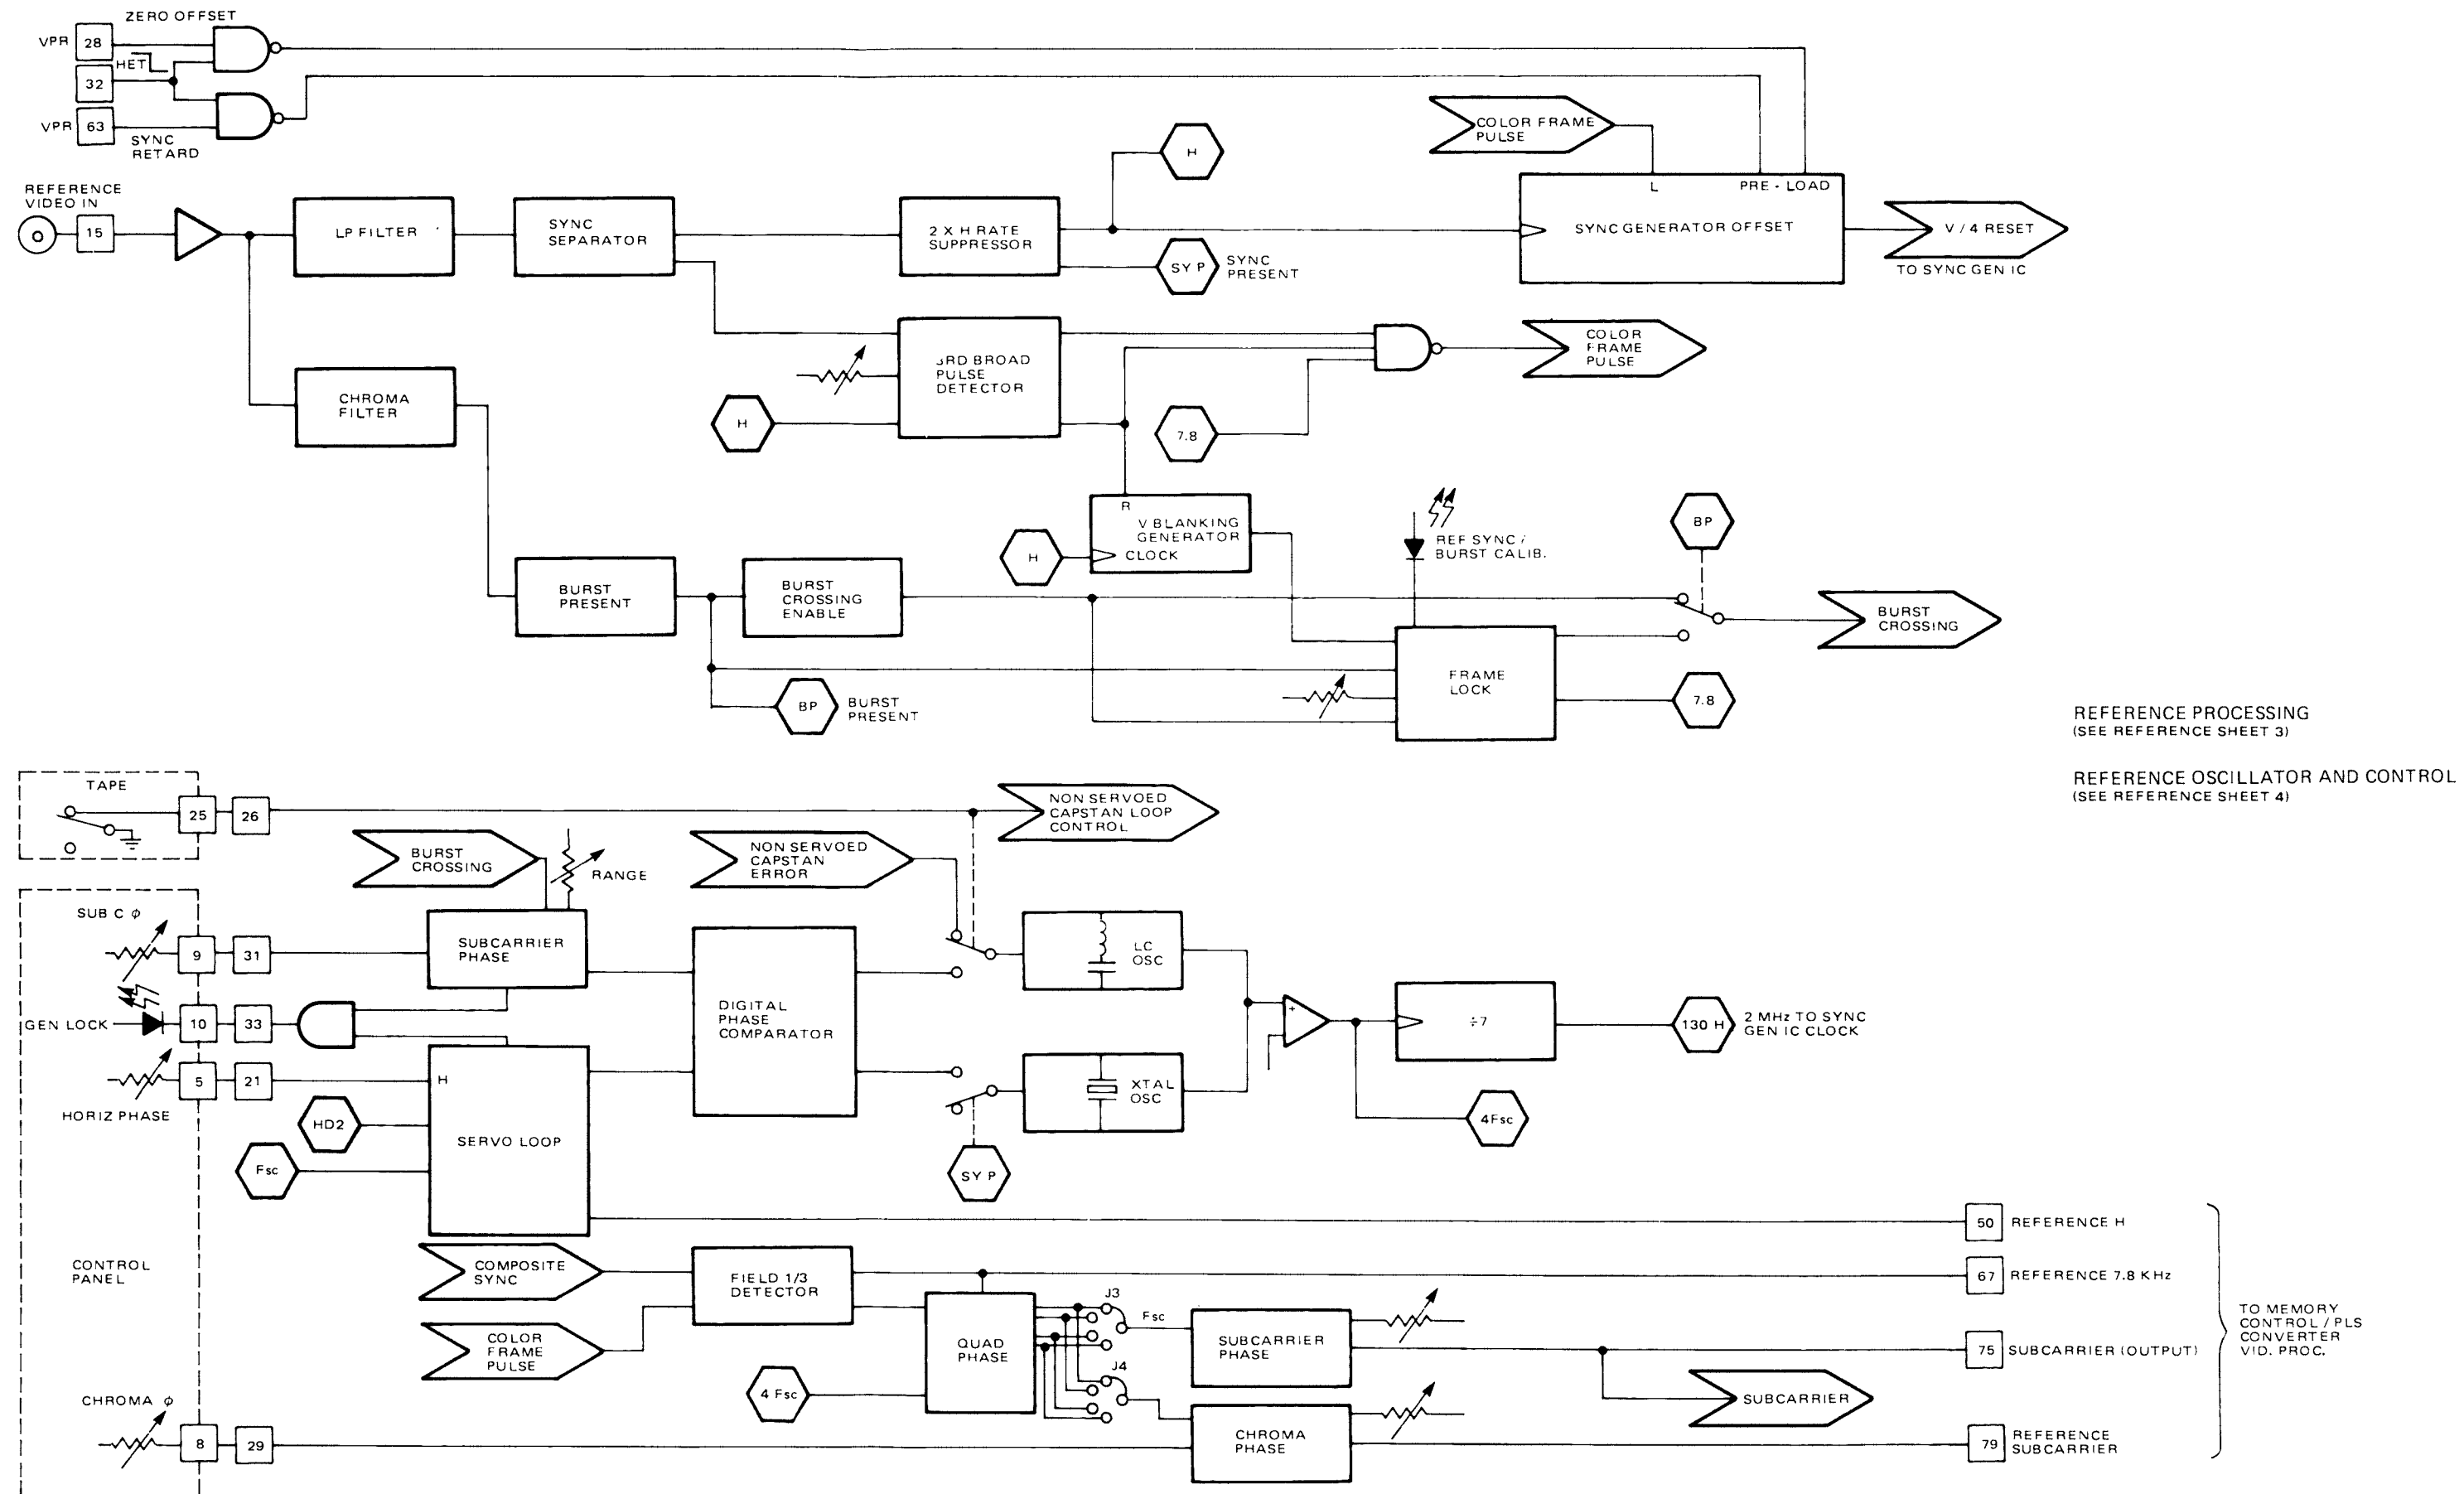 ZERO OFFSET
VPR
28
HET
32
VPR
63
SYNC
RETARD
COLOR FRAME
PULSE
H
L
PRE - LOAD
REFERENCE
VIDEO IN
15
LP FILTER
SYNC
SEPARATOR
2 X H RATE
SUPPRESSOR
SYNC GENERATOR OFFSET
V / 4 RESET
TO SYNC GEN IC
SY P
SYNC
PRESENT
3RD BROAD
PULSE
DETECTOR
COLOR
FRAME
PULSE
CHROMA
FILTER
H
7.8
R
V BLANKING
GENERATOR
CLOCK
H
REF SYNC /
BURST CALIB.
BP
BURST
PRESENT
BURST
CROSSING
ENABLE
BURST
CROSSING
FRAME
LOCK
BP
BURST
PRESENT
7.8
REFERENCE PROCESSING
(SEE REFERENCE SHEET 3)
REFERENCE OSCILLATOR AND CONTROL
(SEE REFERENCE SHEET 4)
TAPE
25
26
NON SERVOED
CAPSTAN LOOP
CONTROL
BURST
CROSSING
RANGE
NON SERVOED
CAPSTAN
ERROR
SUB C ϕ
9
31
SUBCARRIER
PHASE
LC
OSC
GEN LOCK
10
33
DIGITAL
PHASE
COMPARATOR
+
÷7
130 H
2 MHz TO SYNC
GEN IC CLOCK
5
21
H
HORIZ PHASE
XTAL
OSC
HD2
SERVO LOOP
4Fsc
Fsc
SY P
50
REFERENCE H
CONTROL
PANEL
COMPOSITE
SYNC
FIELD 1/3
DETECTOR
67
REFERENCE 7.8 KHz
COLOR
FRAME
PULSE
QUAD
PHASE
J3
Fsc
SUBCARRIER
PHASE
75
SUBCARRIER (OUTPUT)
TO MEMORY
CONTROL / PLS
CONVERTER
VID. PROC.
J4
4 Fsc
SUBCARRIER
CHROMA ϕ
8
29
CHROMA
PHASE
79
REFERENCE
SUBCARRIER